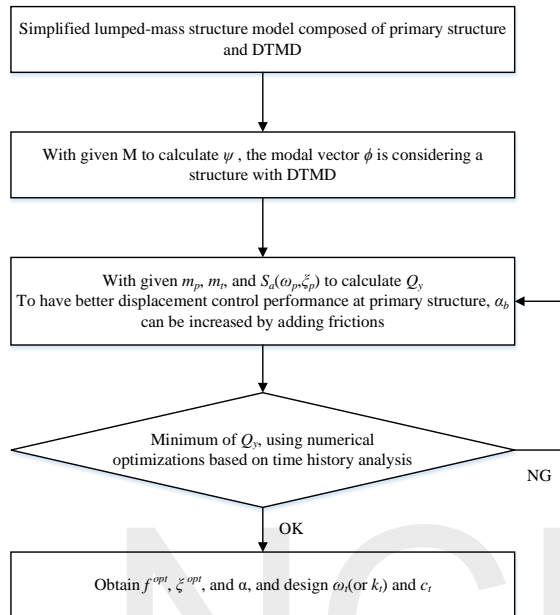 Simplified lumped-mass structure model composed of primary structure
and DTMD
With given M to calculate ψ , the modal vector ϕ is considering a
structure with DTMD
With given mp, mt, and Sa(ωp,ξp) to calculate Qy
To have better displacement control performance at primary structure, αb
can be increased by adding frictions
Minimum of Qy, using numerical
optimizations based on time history analysis
NG
OK
Obtain f opt, ξ opt, and α, and design ωt(or kt) and ct